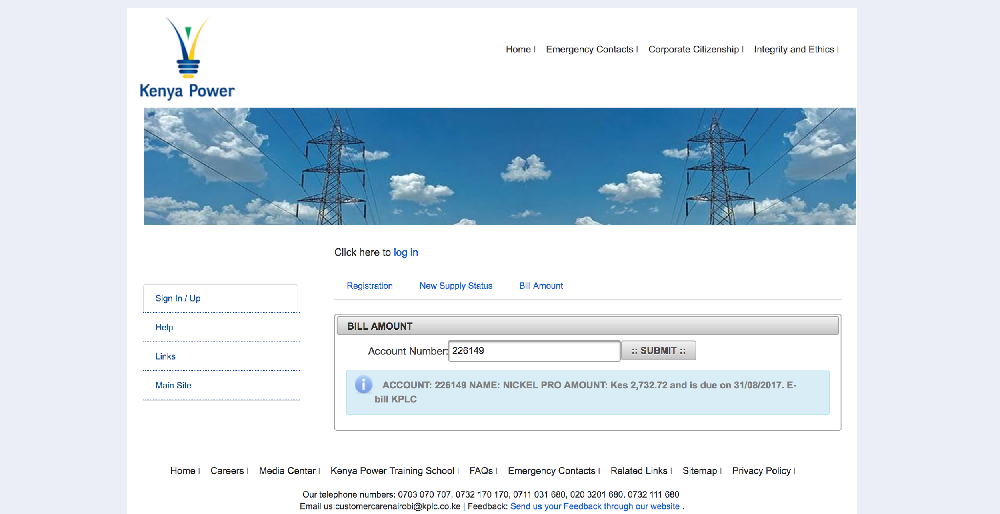 Kenya Power
Home | Emergency Contacts | Corporate Citizenship | Integrity and Ethics |
Click here to log in
Registration New Supply Status Bill Amount
Sign In / Up
Help
Links
Main Site
BILL AMOUNT
Account Number: 226149 :: SUBMIT ::
ACCOUNT: 226149 NAME: NICKEL PRO AMOUNT: Kes 2,732.72 and is due on 31/08/2017. E-
bill KPLC
Home | Careers | Media Center | Kenya Power Training School | FAQs | Emergency Contacts | Related Links | Sitemap | Privacy Policy |
Our telephone numbers: 0703 070 707, 0732 170 170, 0711 031 680, 020 3201 680, 0732 111 680
Email us:customercarenairobi@kplc.co.ke | Feedback: Send us your Feedback through our website .